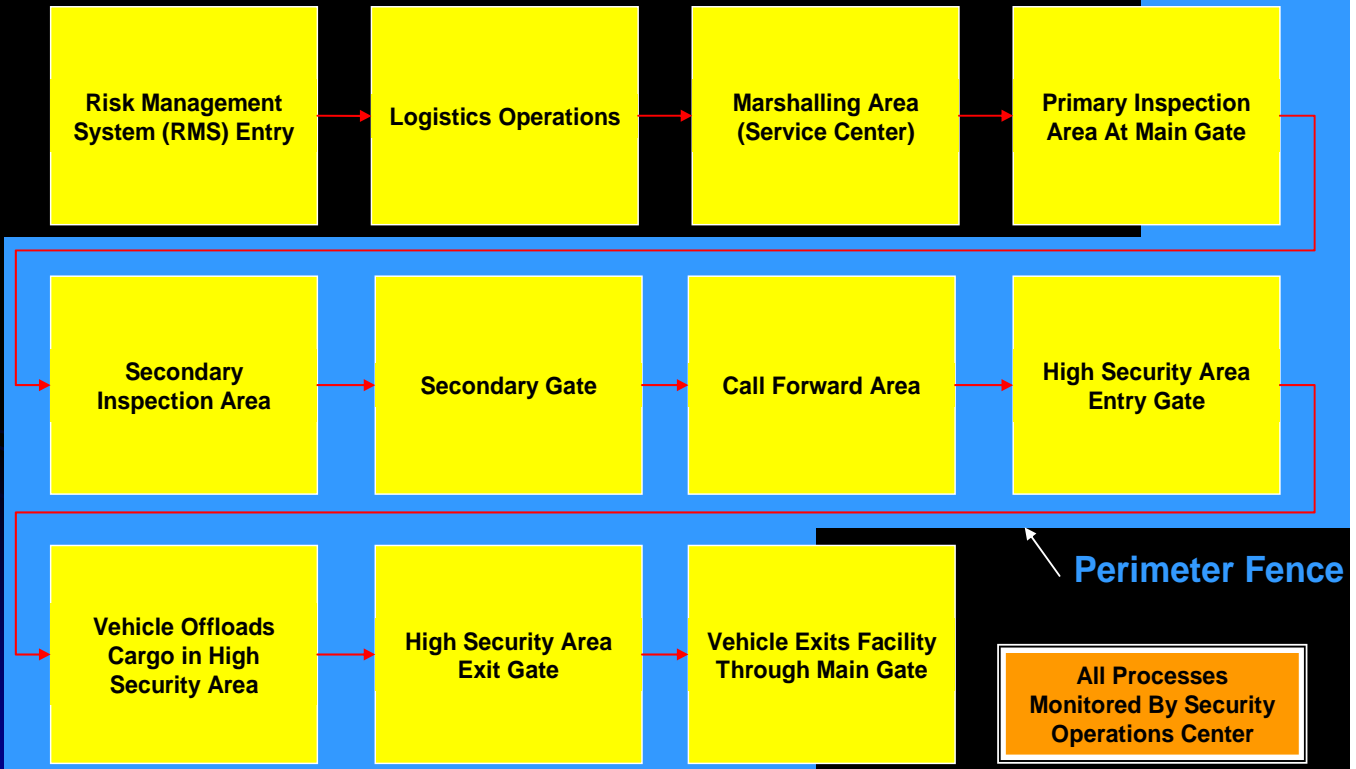 Risk Management
System (RMS) Entry
Logistics Operations
Marshalling Area
(Service Center)
Primary Inspection
Area At Main Gate
Secondary
Inspection Area
Secondary Gate
Call Forward Area
High Security Area
Entry Gate
Perimeter Fence
Vehicle Offloads
Cargo in High
Security Area
High Security Area
Exit Gate
Vehicle Exits Facility
Through Main Gate
All Processes
Monitored By Security
Operations Center